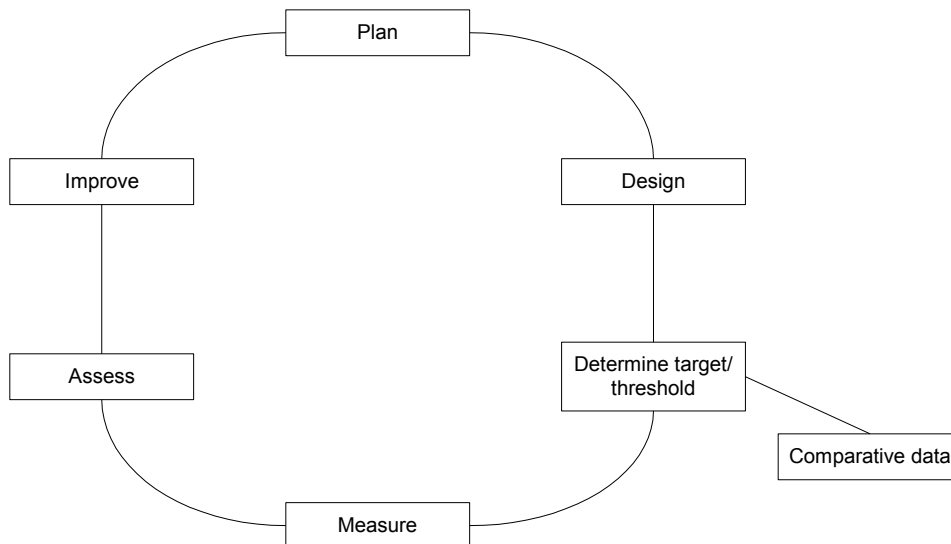 Plan
Improve
Design
Assess
Determine target/
threshold
Comparative data
Measure